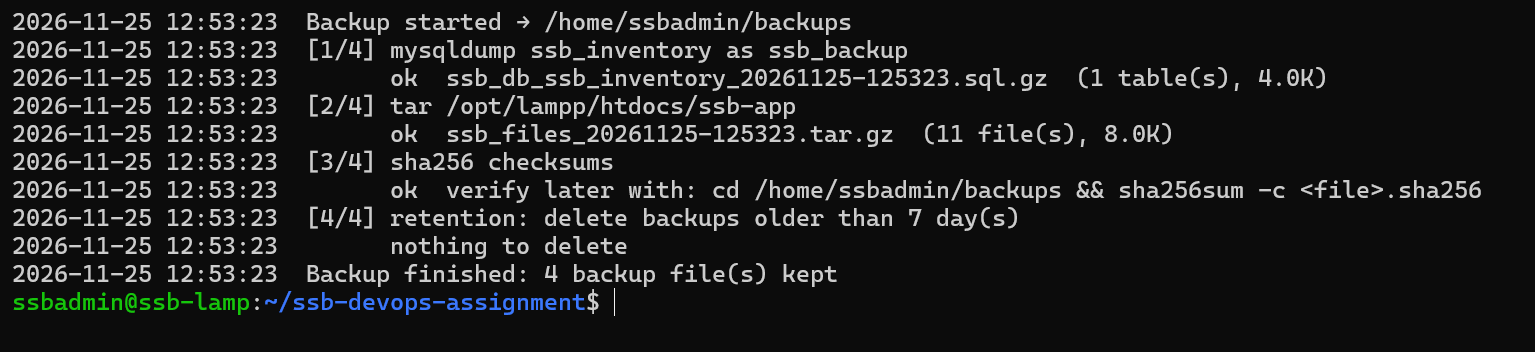 2026-11-25 12:53:23  Backup started → /home/ssbadmin/backups
2026-11-25 12:53:23  [1/4] mysqldump ssb_inventory as ssb_backup
2026-11-25 12:53:23        ok  ssb_db_ssb_inventory_20261125-125323.sql.gz  (1 table(s), 4.0K)
2026-11-25 12:53:23  [2/4] tar /opt/lampp/htdocs/ssb-app
2026-11-25 12:53:23        ok  ssb_files_20261125-125323.tar.gz  (11 file(s), 8.0K)
2026-11-25 12:53:23  [3/4] sha256 checksums
2026-11-25 12:53:23        ok  verify later with: cd /home/ssbadmin/backups && sha256sum -c <file>.sha256
2026-11-25 12:53:23  [4/4] retention: delete backups older than 7 day(s)
2026-11-25 12:53:23        nothing to delete
2026-11-25 12:53:23  Backup finished: 4 backup file(s) kept
ssbadmin@ssb-lamp:~/ssb-devops-assignment$